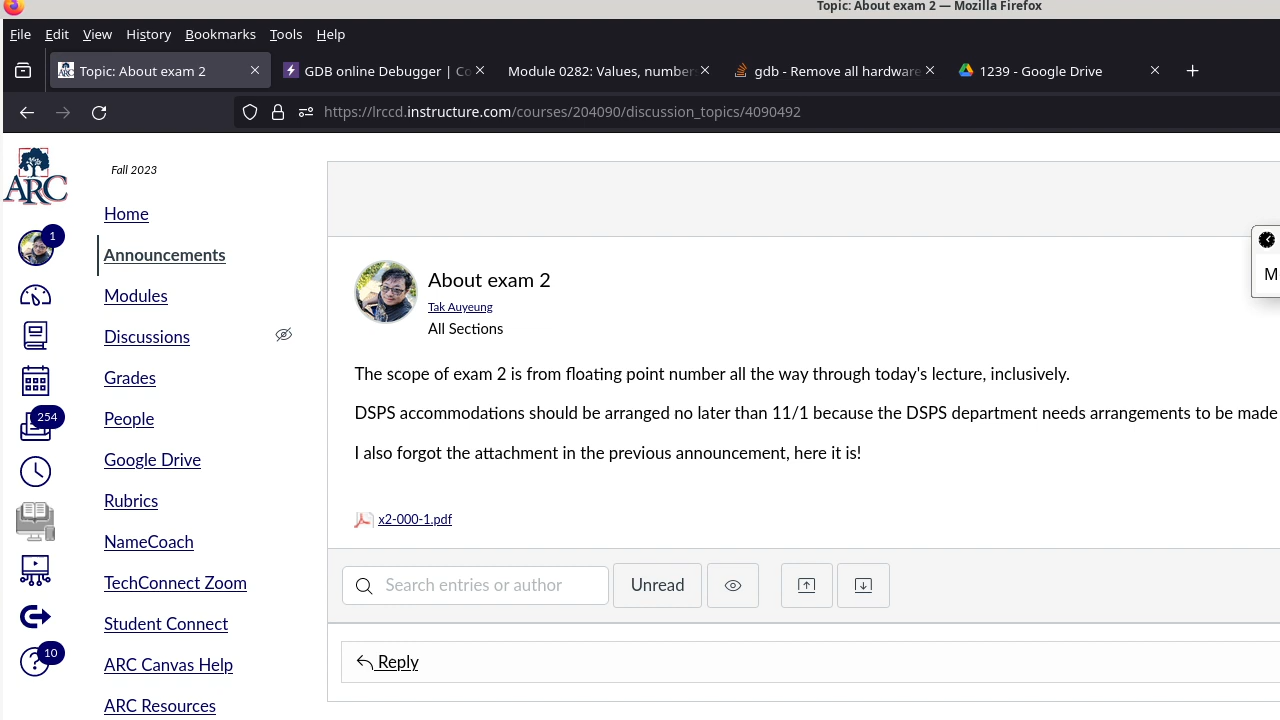 Topic: About exam 2 — Mozilla Firefox
File Edit View History Bookmarks Tools Help
Topic: About exam 2
GDB online Debugger | Co
Module 0282: Values, number
gdb - Remove all hardware
1239 - Google Drive
https://lrccd.instructure.com/courses/204090/discussion_topics/4090492
ARC
Fall 2023
Home
1
Announcements
Modules
Discussions
Grades
People
254
Google Drive
Rubrics
NameCoach
TechConnect Zoom
Student Connect
10
ARC Canvas Help
ARC Resources
About exam 2
Tak Auyeung
All Sections
The scope of exam 2 is from floating point number all the way through today's lecture, inclusively.
DSPS accommodations should be arranged no later than 11/1 because the DSPS department needs arrangements to be made
I also forgot the attachment in the previous announcement, here it is!
x2-000-1.pdf
Search entries or author
Unread
Reply
M